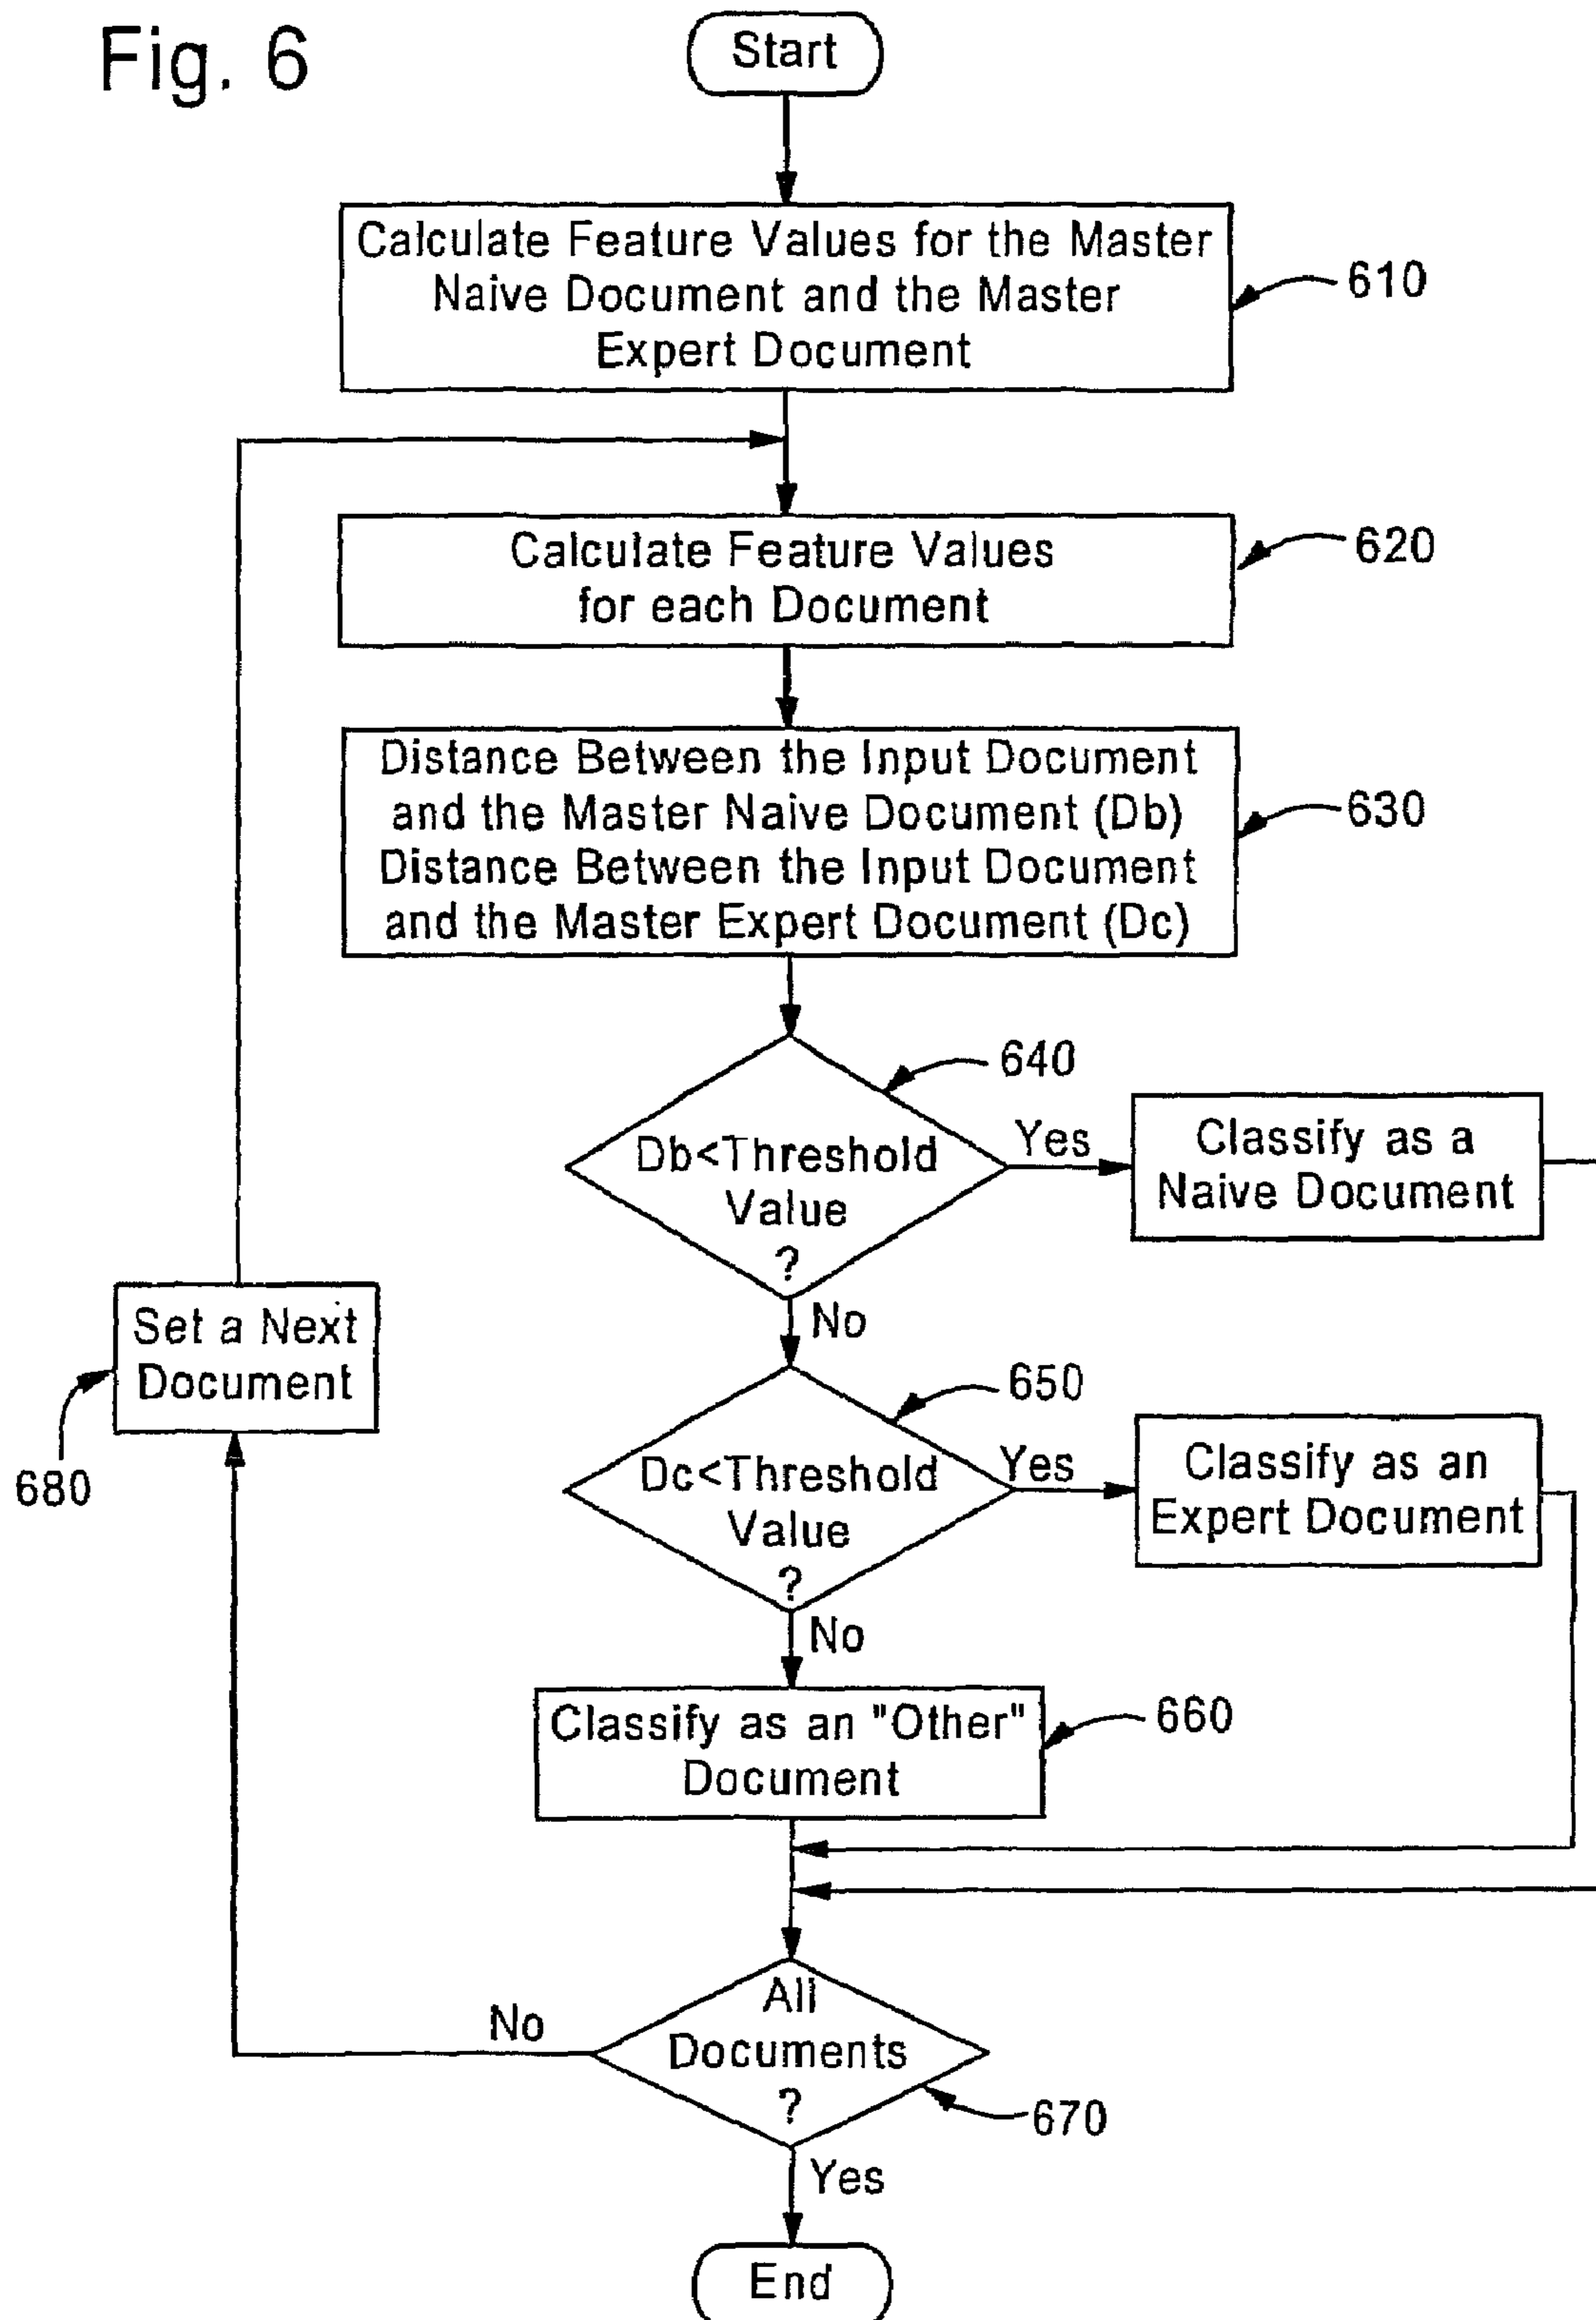 Fig. 6
Start
Calculate Feature Values for the Master
Naive Document and the Master
Expert Document
610
Calculate Feature Values
for each Document
620
Distance Between the Input Document
and the Master Naive Document (Db)
Distance Between the Input Document
and the Master Expert Document (Dc)
630
640
Db<Threshold
Value
?
Yes
Classify as a
Naive Document
No
Set a Next
Document
680
650
Dc<Threshold
Value
?
Yes
Classify as an
Expert Document
No
Classify as an "Other"
Document
660
All
Documents
?
No
670
Yes
End